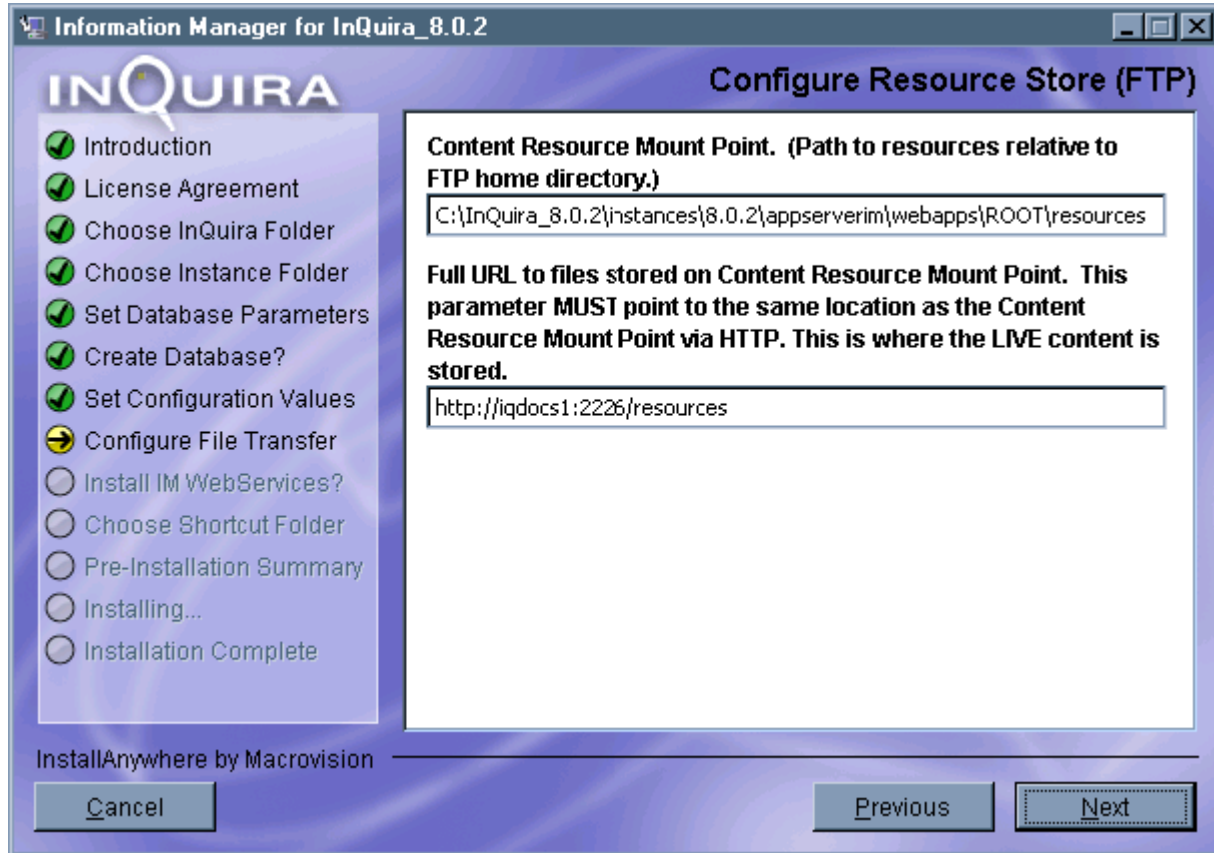 Information Manager for InQuira_8.0.2
INQUIRA
Configure Resource Store (FTP)
Introduction
License Agreement
Choose InQuira Folder
Choose Instance Folder
Set Database Parameters
Create Database?
Set Configuration Values
Configure File Transfer
Install IM WebServices?
Choose Shortcut Folder
Pre-Installation Summary
Installing...
Installation Complete
Content Resource Mount Point. (Path to resources relative to
FTP home directory.)
C:\InQuira_8.0.2\instances\8.0.2\appserverim\webapps\ROOT\resources
Full URL to files stored on Content Resource Mount Point. This
parameter MUST point to the same location as the Content
Resource Mount Point via HTTP. This is where the LIVE content is
stored.
http://iqdocs1:2226/resources
InstallAnywhere by Macrovision
Cancel
Previous
Next